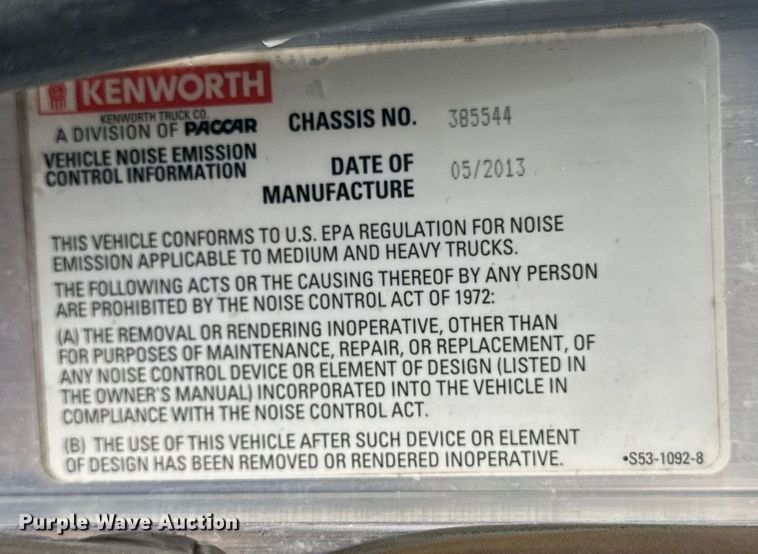 KENWORTH
KENWORTH TRUCK CO.
A DIVISION OF PACCAR
VEHICLE NOISE EMISSION
CONTROL INFORMATION
CHASSIS NO. 385544
DATE OF
MANUFACTURE 05/2013
THIS VEHICLE CONFORMS TO U.S. EPA REGULATION FOR NOISE
EMISSION APPLICABLE TO MEDIUM AND HEAVY TRUCKS.
THE FOLLOWING ACTS OR THE CAUSING THEREOF BY ANY PERSON
ARE PROHIBITED BY THE NOISE CONTROL ACT OF 1972:
(A) THE REMOVAL OR RENDERING INOPERATIVE, OTHER THAN
FOR PURPOSES OF MAINTENANCE, REPAIR, OR REPLACEMENT, OF
ANY NOISE CONTROL DEVICE OR ELEMENT OF DESIGN (LISTED IN
THE OWNER'S MANUAL) INCORPORATED INTO THE VEHICLE IN
COMPLIANCE WITH THE NOISE CONTROL ACT.
(B) THE USE OF THIS VEHICLE AFTER SUCH DEVICE OR ELEMENT
OF DESIGN HAS BEEN REMOVED OR RENDERED INOPERATIVE.
•S53-1092-8
Purple Wave Auction